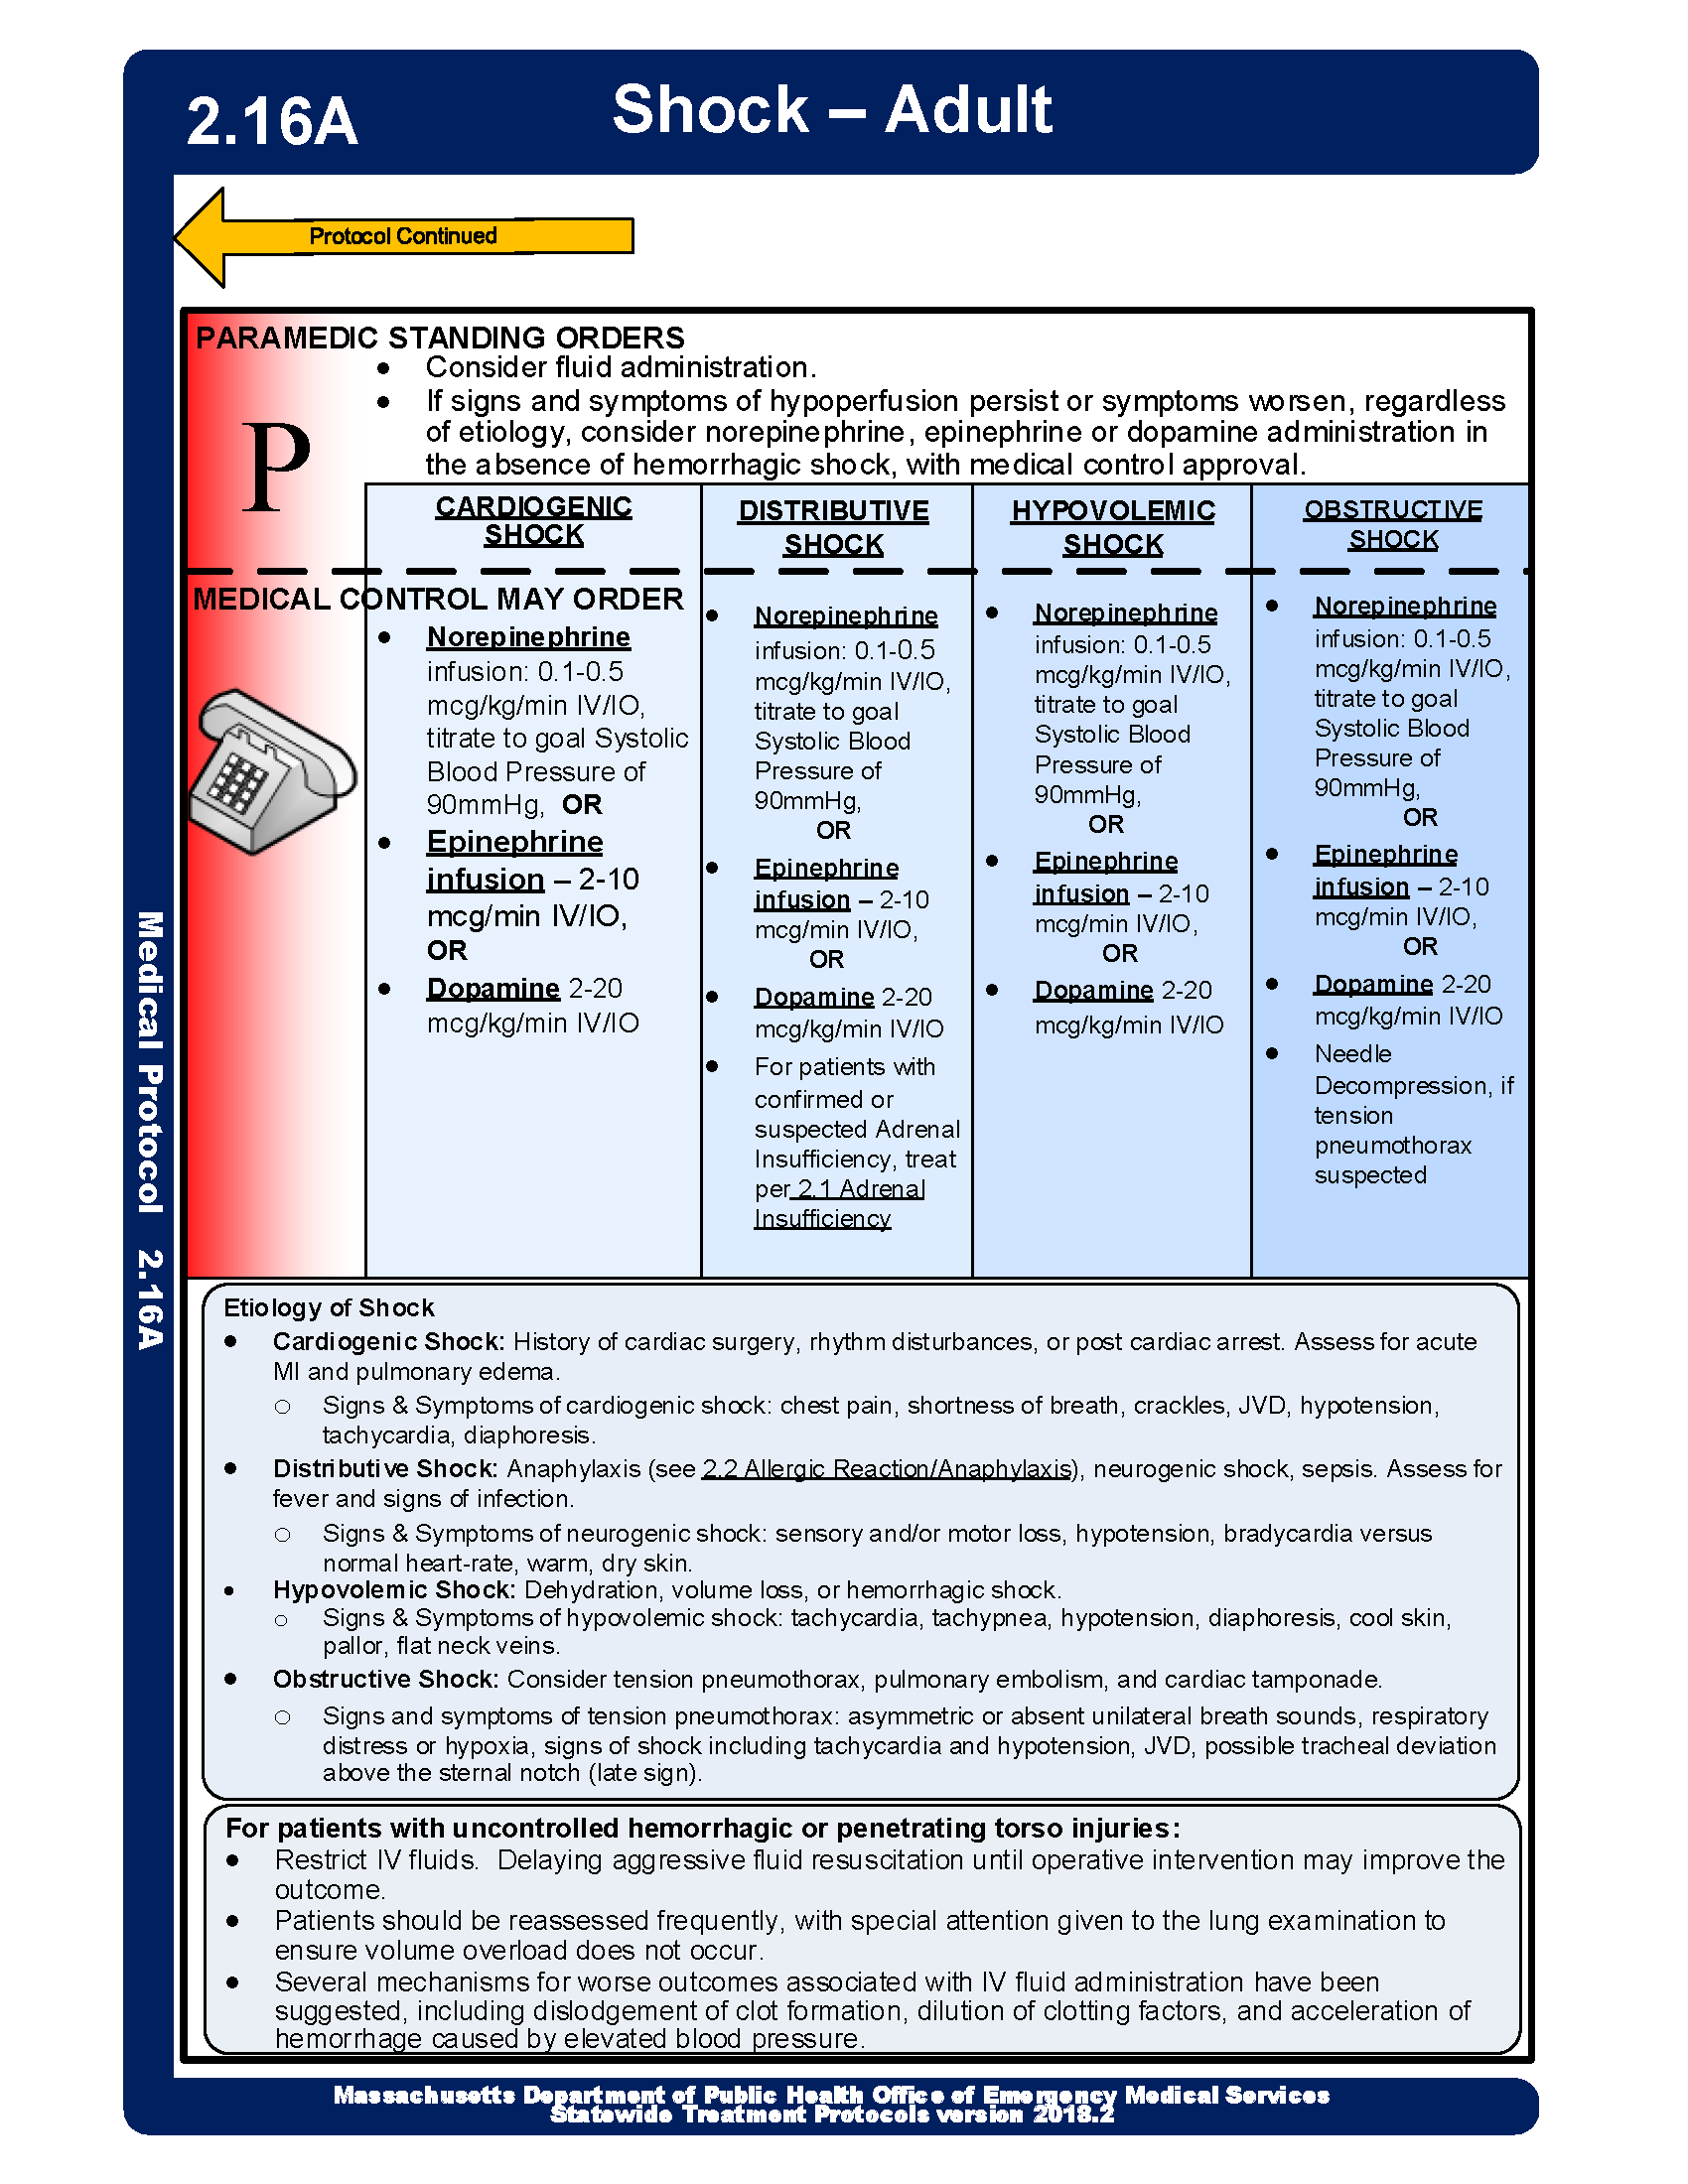 2.16A
Shock – Adult
Protocol Continued
PARAMEDIC STANDING ORDERS
● Consider fluid administration.
● If signs and symptoms of hypoperfusion persist or symptoms worsen, regardless
of etiology, consider norepinephrine, epinephrine or dopamine administration in
the absence of hemorrhagic shock, with medical control approval.
P
MEDICAL CONTROL MAY ORDER
CARDIOGENIC
SHOCK
● Norepinephrine
infusion: 0.1-0.5
mcg/kg/min IV/IO,
titrate to goal Systolic
Blood Pressure of
90mmHg, OR
● Epinephrine
infusion – 2-10
mcg/min IV/IO,
OR
● Dopamine 2-20
mcg/kg/min IV/IO
DISTRIBUTIVE
SHOCK
● Norepinephrine
infusion: 0.1-0.5
mcg/kg/min IV/IO,
titrate to goal
Systolic Blood
Pressure of
90mmHg,
OR
● Epinephrine
infusion – 2-10
mcg/min IV/IO,
OR
● Dopamine 2-20
mcg/kg/min IV/IO
● For patients with
confirmed or
suspected Adrenal
Insufficiency, treat
per 2.1 Adrenal
Insufficiency
HYPOVOLEMIC
SHOCK
● Norepinephrine
infusion: 0.1-0.5
mcg/kg/min IV/IO,
titrate to goal
Systolic Blood
Pressure of
90mmHg,
OR
● Epinephrine
infusion – 2-10
mcg/min IV/IO,
OR
● Dopamine 2-20
mcg/kg/min IV/IO
OBSTRUCTIVE
SHOCK
● Norepinephrine
infusion: 0.1-0.5
mcg/kg/min IV/IO,
titrate to goal
Systolic Blood
Pressure of
90mmHg,
OR
● Epinephrine
infusion – 2-10
mcg/min IV/IO,
OR
● Dopamine 2-20
mcg/kg/min IV/IO
● Needle
Decompression, if
tension
pneumothorax
suspected
Medical Protocol 2.16A
Etiology of Shock
● Cardiogenic Shock: History of cardiac surgery, rhythm disturbances, or post cardiac arrest. Assess for acute
MI and pulmonary edema.
○ Signs & Symptoms of cardiogenic shock: chest pain, shortness of breath, crackles, JVD, hypotension,
tachycardia, diaphoresis.
● Distributive Shock: Anaphylaxis (see 2.2 Allergic Reaction/Anaphylaxis), neurogenic shock, sepsis. Assess for
fever and signs of infection.
○ Signs & Symptoms of neurogenic shock: sensory and/or motor loss, hypotension, bradycardia versus
normal heart-rate, warm, dry skin.
● Hypovolemic Shock: Dehydration, volume loss, or hemorrhagic shock.
○ Signs & Symptoms of hypovolemic shock: tachycardia, tachypnea, hypotension, diaphoresis, cool skin,
pallor, flat neck veins.
● Obstructive Shock: Consider tension pneumothorax, pulmonary embolism, and cardiac tamponade.
○ Signs and symptoms of tension pneumothorax: asymmetric or absent unilateral breath sounds, respiratory
distress or hypoxia, signs of shock including tachycardia and hypotension, JVD, possible tracheal deviation
above the sternal notch (late sign).
For patients with uncontrolled hemorrhagic or penetrating torso injuries:
● Restrict IV fluids. Delaying aggressive fluid resuscitation until operative intervention may improve the
outcome.
● Patients should be reassessed frequently, with special attention given to the lung examination to
ensure volume overload does not occur.
● Several mechanisms for worse outcomes associated with IV fluid administration have been
suggested, including dislodgement of clot formation, dilution of clotting factors, and acceleration of
hemorrhage caused by elevated blood pressure.
Massachusetts Department of Public Health Office of Emergency Medical Services
Statewide Treatment Protocols version 2018.2